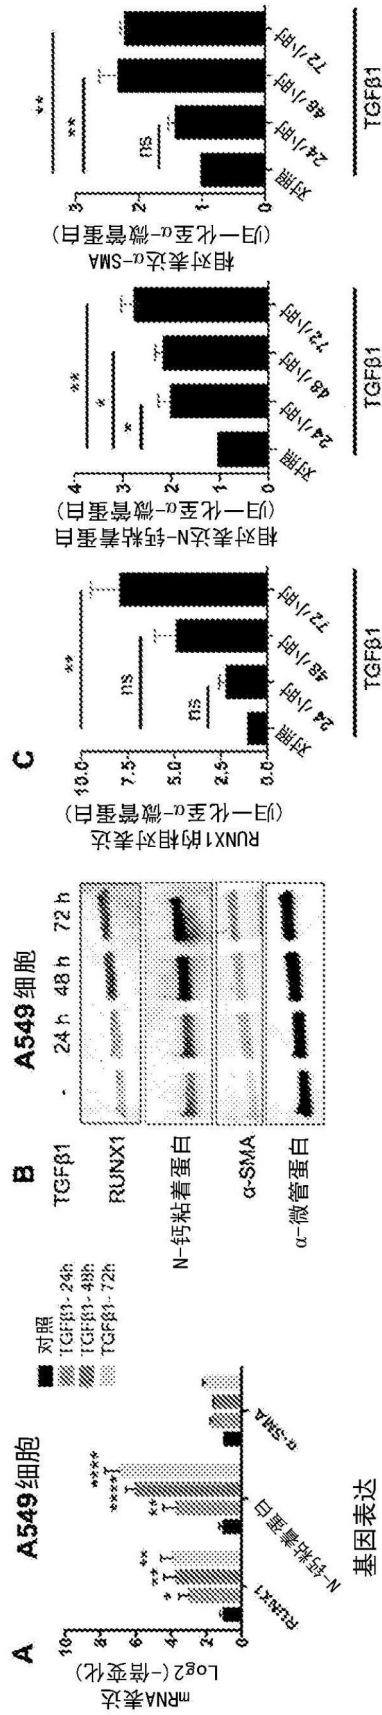 A
A549 细胞
mRNA表达
Log2(-倍变化)
10
8
6
4
2
0
对照
TGFβ1- 24h
TGFβ1- 48h
TGFβ1- 72h
*
**
**
**
****
****
RUNX1
N-钙粘着蛋白
α-SMA
基因表达
B
A549 细胞
TGFβ1
-
24 h
48 h
72 h
RUNX1
N-钙粘着蛋白
α-SMA
α-微管蛋白
C
RUNX1的相对表达
(归一化至α-微管蛋白)
10.0
7.5
5.0
2.5
0.0
**
ns
ns
对照
24小时
48小时
72小时
TGFβ1
相对表达N-钙粘着蛋白
(归一化至α-微管蛋白)
4
3
2
1
0
**
*
*
对照
24小时
48小时
72小时
TGFβ1
相对表达α-SMA
(归一化至α-微管蛋白)
3
2
1
0
**
**
ns
对照
24小时
48小时
72小时
TGFβ1